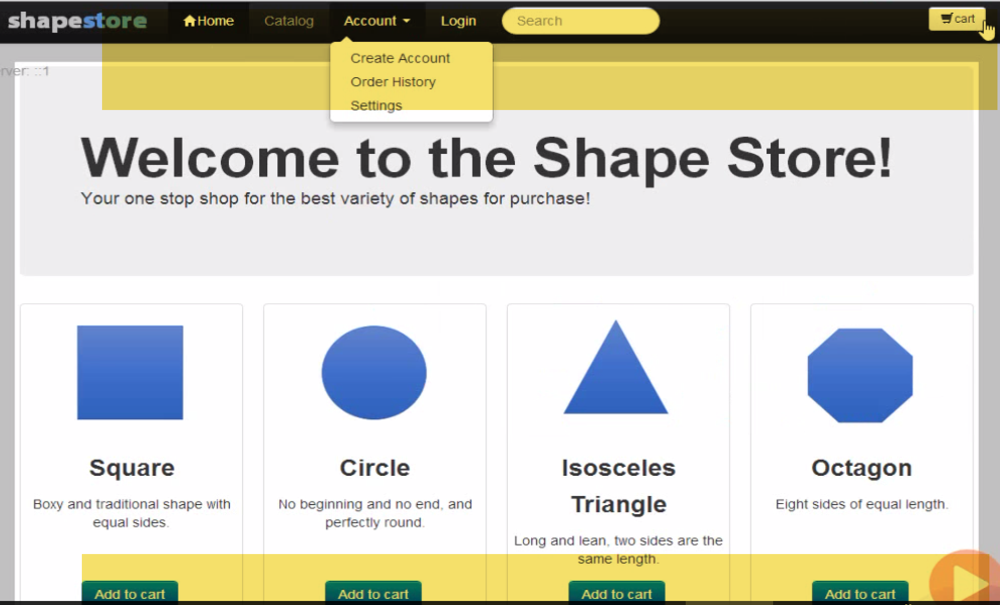 shapestore Home Catalog Account Login Search cart
Create Account
Order History
Settings
rver: ::1
Welcome to the Shape Store!
Your one stop shop for the best variety of shapes for purchase!
Square
Boxy and traditional shape with
equal sides.
Add to cart
Circle
No beginning and no end, and
perfectly round.
Add to cart
Isosceles
Triangle
Long and lean, two sides are the
same length.
Add to cart
Octagon
Eight sides of equal length.
Add to cart